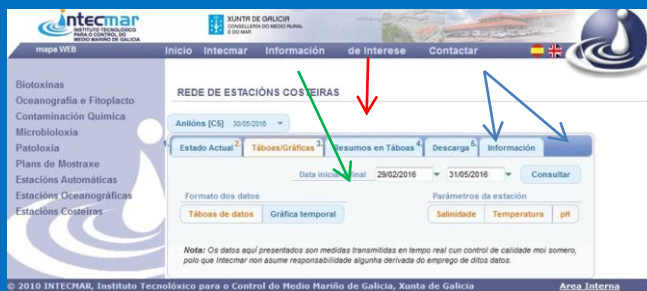 intecmar
INSTITUTO TECNOLÓXICO
PARA O CONTROL DO
MEDIO MARIÑO DE GALICIA
XUNTA DE GALICIA
CONSELLERÍA
DO MEDIO RURAL
E DO MAR
mapa WEB
Inicio Intecmar Información de Interese Contactar
Biotoxinas
Oceanografía e Fitoplacto
Contaminación Química
Microbioloxía
Patoloxía
Plans de Mostraxe
Estacións Automáticas
Estacións Oceanográficas
Estacións Costeiras
REDE DE ESTACIÓNS COSTEIRAS
Anllóns [C5] 30/05/2016
1. Estado Actual 2. Táboas/Gráficas 3. Resumos en Táboas 4. Descarga 5. Información
Data inicial final 29/02/2016 31/05/2016 Consultar
Formato dos datos Parámetros da estación
Táboas de datos Gráfica temporal Salinidade Temperatura pH
Nota: Os datos aquí presentados son medidas transmitidas en tempo real cun control de calidade moi somero,
polo que Intecmar non asume responsabilidade algunha derivada do emprego de ditos datos.
© 2010 INTECMAR, Instituto Tecnolóxico para o Control do Medio Mariño de Galicia, Xunta de Galicia Area Interna